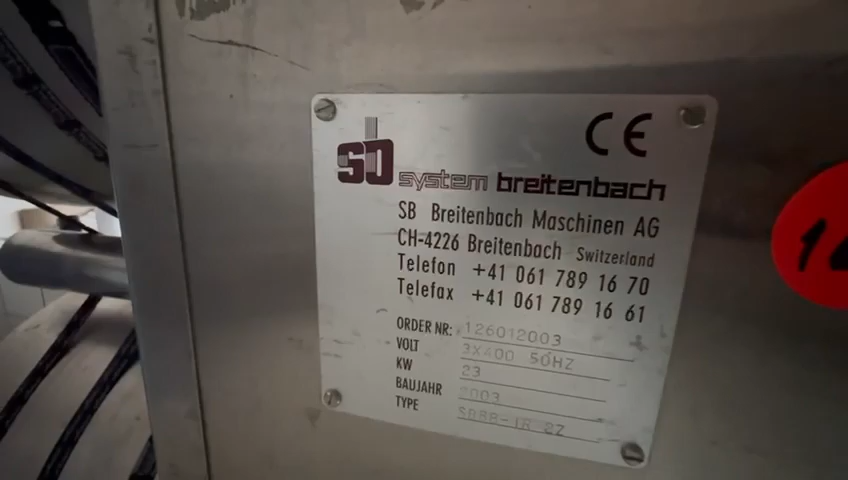 CE
SB system breitenbach
SB Breitenbach Maschinen AG
CH-4226 Breitenbach Switzerland
Telefon +41 061 789 16 70
Telefax +41 061 789 16 61
ORDER NR: 126012003
VOLT 3X400 50HZ
KW 23
BAUJAHR 2003
TYPE